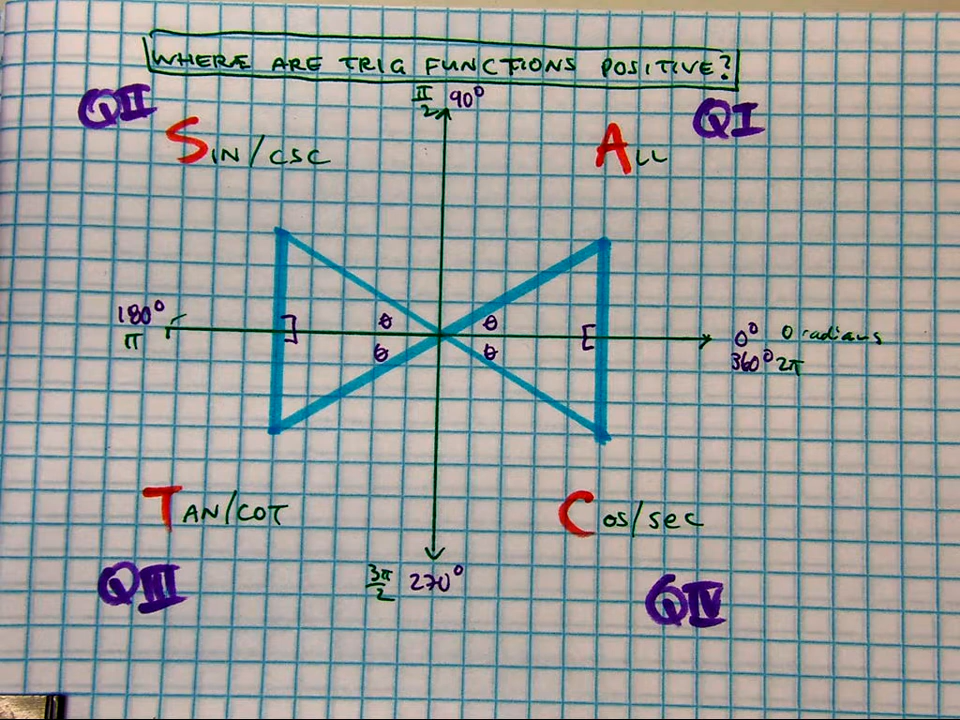 WHERE ARE TRIG FUNCTIONS POSITIVE?
QII
π/2 90°
QI
SIN/CSC
ALL
180°
π
θ
θ
θ
θ
0° 0 radians
360° 2π
TAN/COT
COS/SEC
3π/2 270°
QIII
QIV